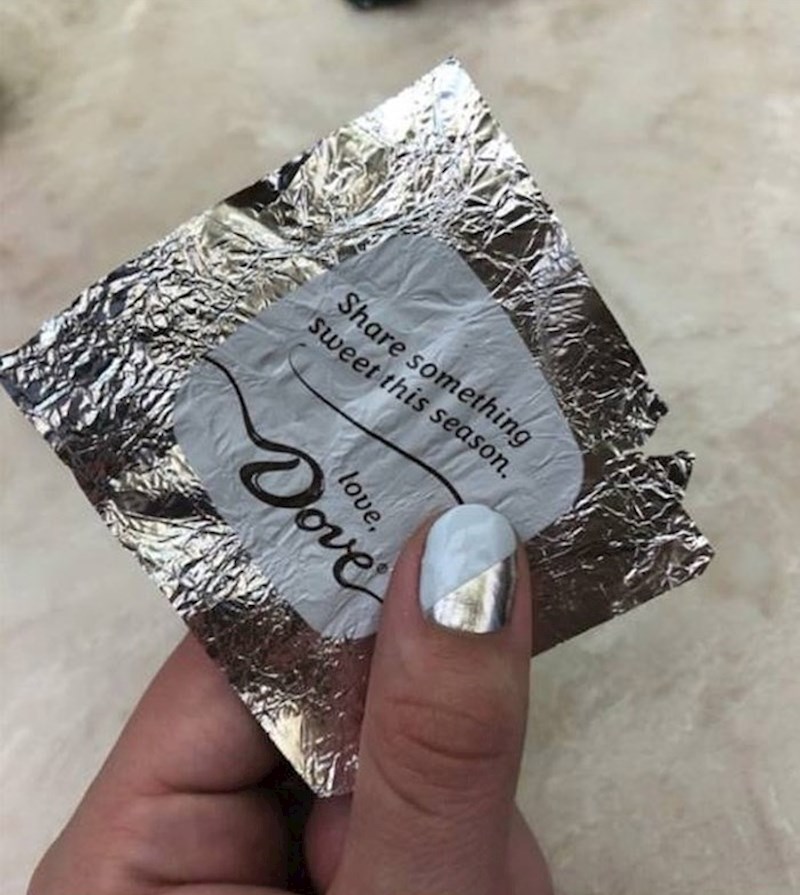 Share something
sweet this season.
love,
Dove®